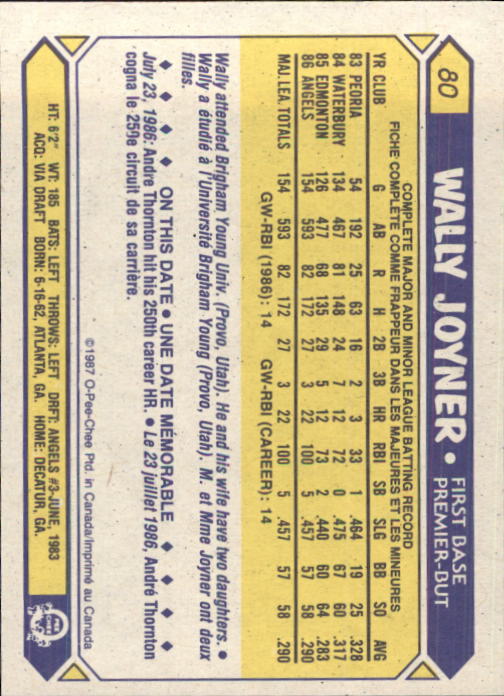 80
WALLY JOYNER • FIRST BASE
PREMIER-BUT
COMPLETE MAJOR AND MINOR LEAGUE BATTING RECORD
FICHE COMPLETE COMME FRAPPEUR DANS LES MAJEURES ET LES MINEURES
YR CLUB G AB R H 2B 3B HR RBI SB SLG BB SO AVG
83 PEORIA 54 192 25 63 16 2 3 33 1 .464 19 25 .328
84 WATERBURY 134 467 81 148 24 7 12 72 0 .475 67 60 .317
85 EDMONTON 126 477 68 135 29 5 12 73 2 .440 60 64 .283
86 ANGELS 154 593 82 172 27 3 22 100 5 .457 57 58 .290
MAJ.LEA. TOTALS 154 593 82 172 27 3 22 100 5 .457 57 58 .290
GW-RBI (1986): 14 GW-RBI (CAREER): 14
Wally attended Brigham Young Univ. (Provo, Utah). He and his wife have two daughters. •
Wally a étudié à l'Université Brigham Young (Provo, Utah). M. et Mme Joyner ont deux
filles.
♦ ♦ ♦ ♦ ON THIS DATE • UNE DATE MÉMORABLE ♦ ♦ ♦ ♦
July 23, 1986: Andre Thornton hit his 250th career HR. • Le 23 juillet 1986, André Thornton
cogna le 250e circuit de sa carrière.
©1987 O-Pee-Chee Ptd. in Canada/Imprimé au Canada
HT: 6'2" WT: 185 BATS: LEFT THROWS: LEFT DRFT: ANGELS #3-JUNE, 1983
ACQ: VIA DRAFT BORN: 6-16-62, ATLANTA, GA. HOME: DECATUR, GA.
O
PEE
CHEE